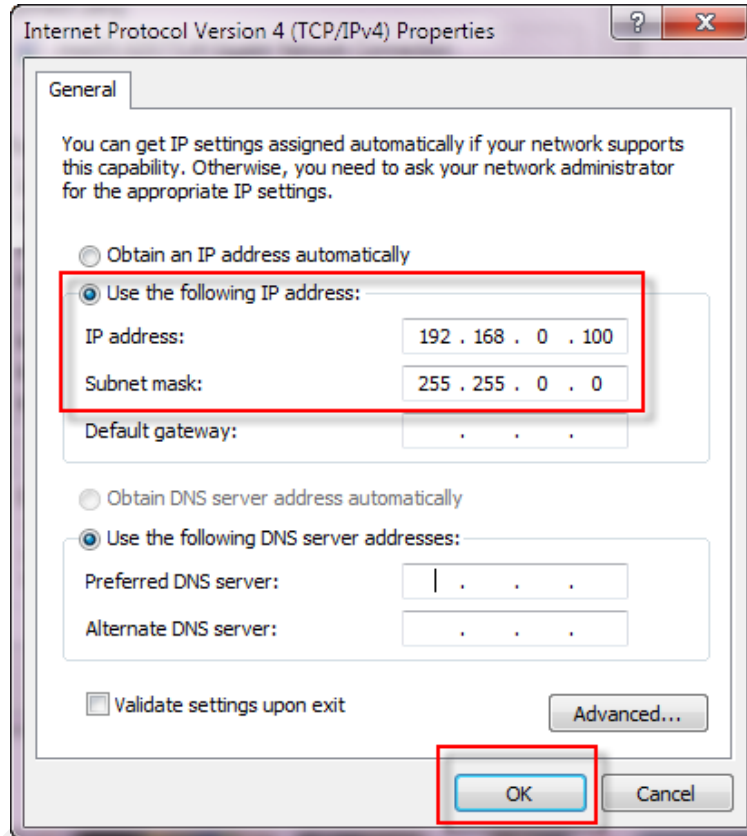 Internet Protocol Version 4 (TCP/IPv4) Properties
General
You can get IP settings assigned automatically if your network supports
this capability. Otherwise, you need to ask your network administrator
for the appropriate IP settings.
Obtain an IP address automatically
Use the following IP address:
IP address: 192 . 168 . 0 . 100
Subnet mask: 255 . 255 . 0 . 0
Default gateway: . . .
Obtain DNS server address automatically
Use the following DNS server addresses:
Preferred DNS server: . . .
Alternate DNS server: . . .
Validate settings upon exit
Advanced...
OK Cancel